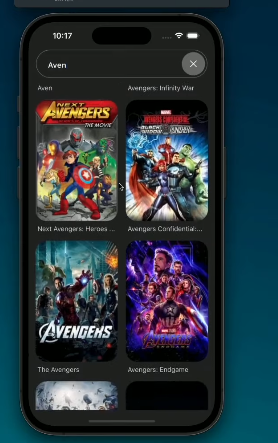 10:17
Aven
Aven
Avengers: Infinity War
NEXT
AVENGERS
THE MOVIE
MARVEL
AVENGERS CONFIDENTIAL
BLACK WIDOW
PUNISHER
Next Avengers: Heroes ...
Avengers Confidential:...
AVENGERS
AVENGERS
The Avengers
Avengers: Endgame